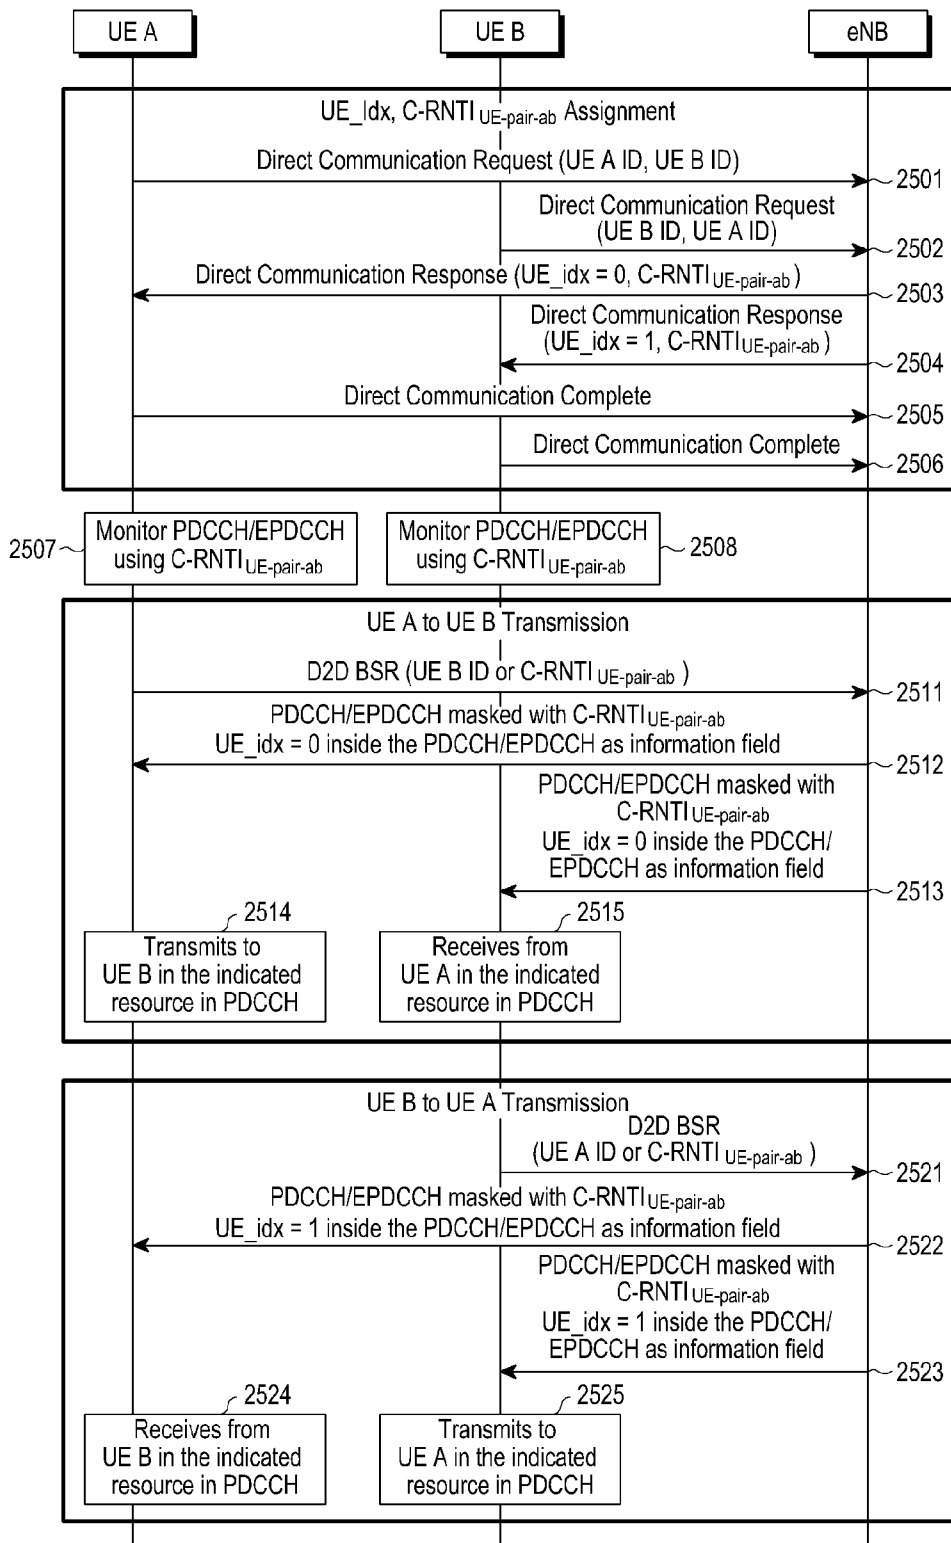 UE A
UE B
eNB
UE_Idx, C-RNTI UE-pair-ab Assignment
Direct Communication Request (UE A ID, UE B ID)
2501
Direct Communication Request
(UE B ID, UE A ID)
2502
Direct Communication Response (UE_idx = 0, C-RNTI UE-pair-ab)
2503
Direct Communication Response
(UE_idx = 1, C-RNTI UE-pair-ab)
2504
Direct Communication Complete
2505
Direct Communication Complete
2506
2507
Monitor PDCCH/EPDCCH
using C-RNTI UE-pair-ab
Monitor PDCCH/EPDCCH
using C-RNTI UE-pair-ab
2508
UE A to UE B Transmission
D2D BSR (UE B ID or C-RNTI UE-pair-ab)
2511
PDCCH/EPDCCH masked with C-RNTI UE-pair-ab
UE_idx = 0 inside the PDCCH/EPDCCH as information field
2512
PDCCH/EPDCCH masked with
C-RNTI UE-pair-ab
UE_idx = 0 inside the PDCCH/
EPDCCH as information field
2513
2514
Transmits to
UE B in the indicated
resource in PDCCH
2515
Receives from
UE A in the indicated
resource in PDCCH
UE B to UE A Transmission
D2D BSR
(UE A ID or C-RNTI UE-pair-ab)
2521
PDCCH/EPDCCH masked with C-RNTI UE-pair-ab
UE_idx = 1 inside the PDCCH/EPDCCH as information field
2522
PDCCH/EPDCCH masked with
C-RNTI UE-pair-ab
UE_idx = 1 inside the PDCCH/
EPDCCH as information field
2523
2524
Receives from
UE B in the indicated
resource in PDCCH
2525
Transmits to
UE A in the indicated
resource in PDCCH